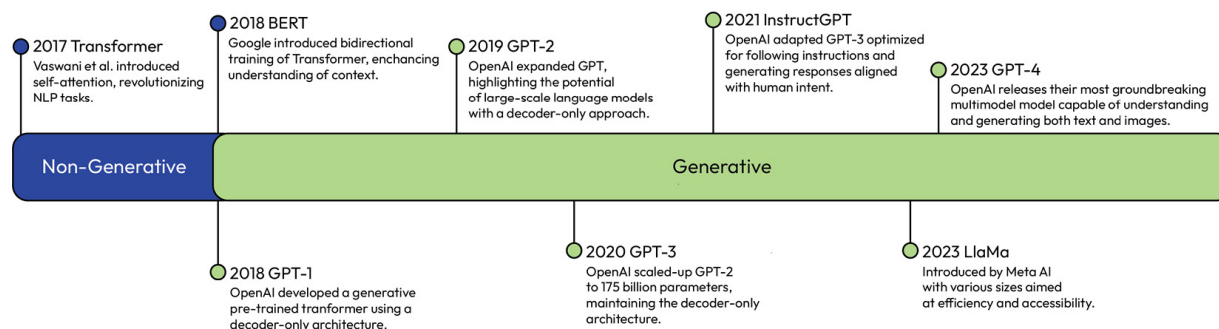 2017 Transformer
Vaswani et al. introduced
self-attention, revolutionizing
NLP tasks.
2018 BERT
Google introduced bidirectional
training of Transformer, enchancing
understanding of context.
2019 GPT-2
OpenAI expanded GPT,
highlighting the potential
of large-scale language models
with a decoder-only approach.
2021 InstructGPT
OpenAI adapted GPT-3 optimized
for following instructions and
generating responses aligned
with human intent.
2023 GPT-4
OpenAI releases their most groundbreaking
multimodel model capable of understanding
and generating both text and images.
Non-Generative
Generative
2018 GPT-1
OpenAI developed a generative
pre-trained tranformer using a
decoder-only architecture.
2020 GPT-3
OpenAI scaled-up GPT-2
to 175 billion parameters,
maintaining the decoder-only
architecture.
2023 LlaMa
Introduced by Meta AI
with various sizes aimed
at efficiency and accessibility.